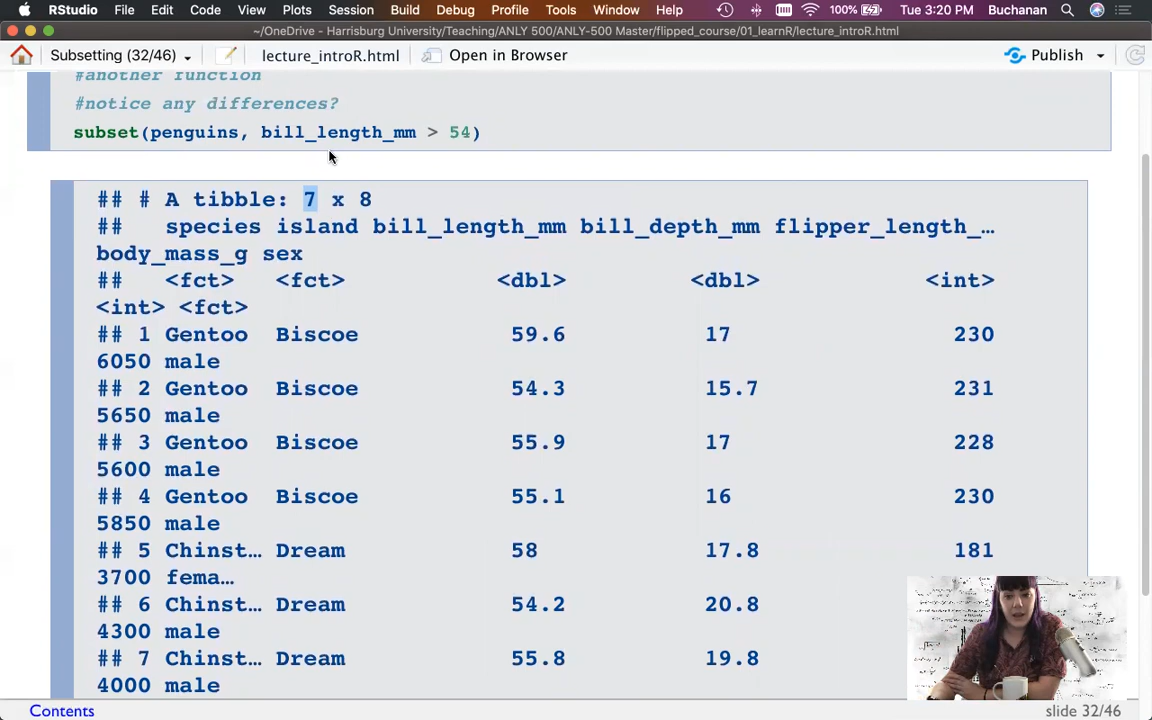 RStudio File Edit Code View Plots Session Build Debug Profile Tools Window Help 100% Tue 3:20 PM Buchanan
~/OneDrive - Harrisburg University/Teaching/ANLY 500/ANLY-500 Master/flipped_course/01_learnR/lecture_introR.html
Subsetting (32/46) lecture_introR.html Open in Browser Publish
#another function
#notice any differences?
subset(penguins, bill_length_mm > 54)
## # A tibble: 7 x 8
## species island bill_length_mm bill_depth_mm flipper_length_…
body_mass_g sex
## <fct> <fct> <dbl> <dbl> <int>
<int> <fct>
## 1 Gentoo Biscoe 59.6 17 230
6050 male
## 2 Gentoo Biscoe 54.3 15.7 231
5650 male
## 3 Gentoo Biscoe 55.9 17 228
5600 male
## 4 Gentoo Biscoe 55.1 16 230
5850 male
## 5 Chinst… Dream 58 17.8 181
3700 fema…
## 6 Chinst… Dream 54.2 20.8
4300 male
## 7 Chinst… Dream 55.8 19.8
4000 male
Contents slide 32/46